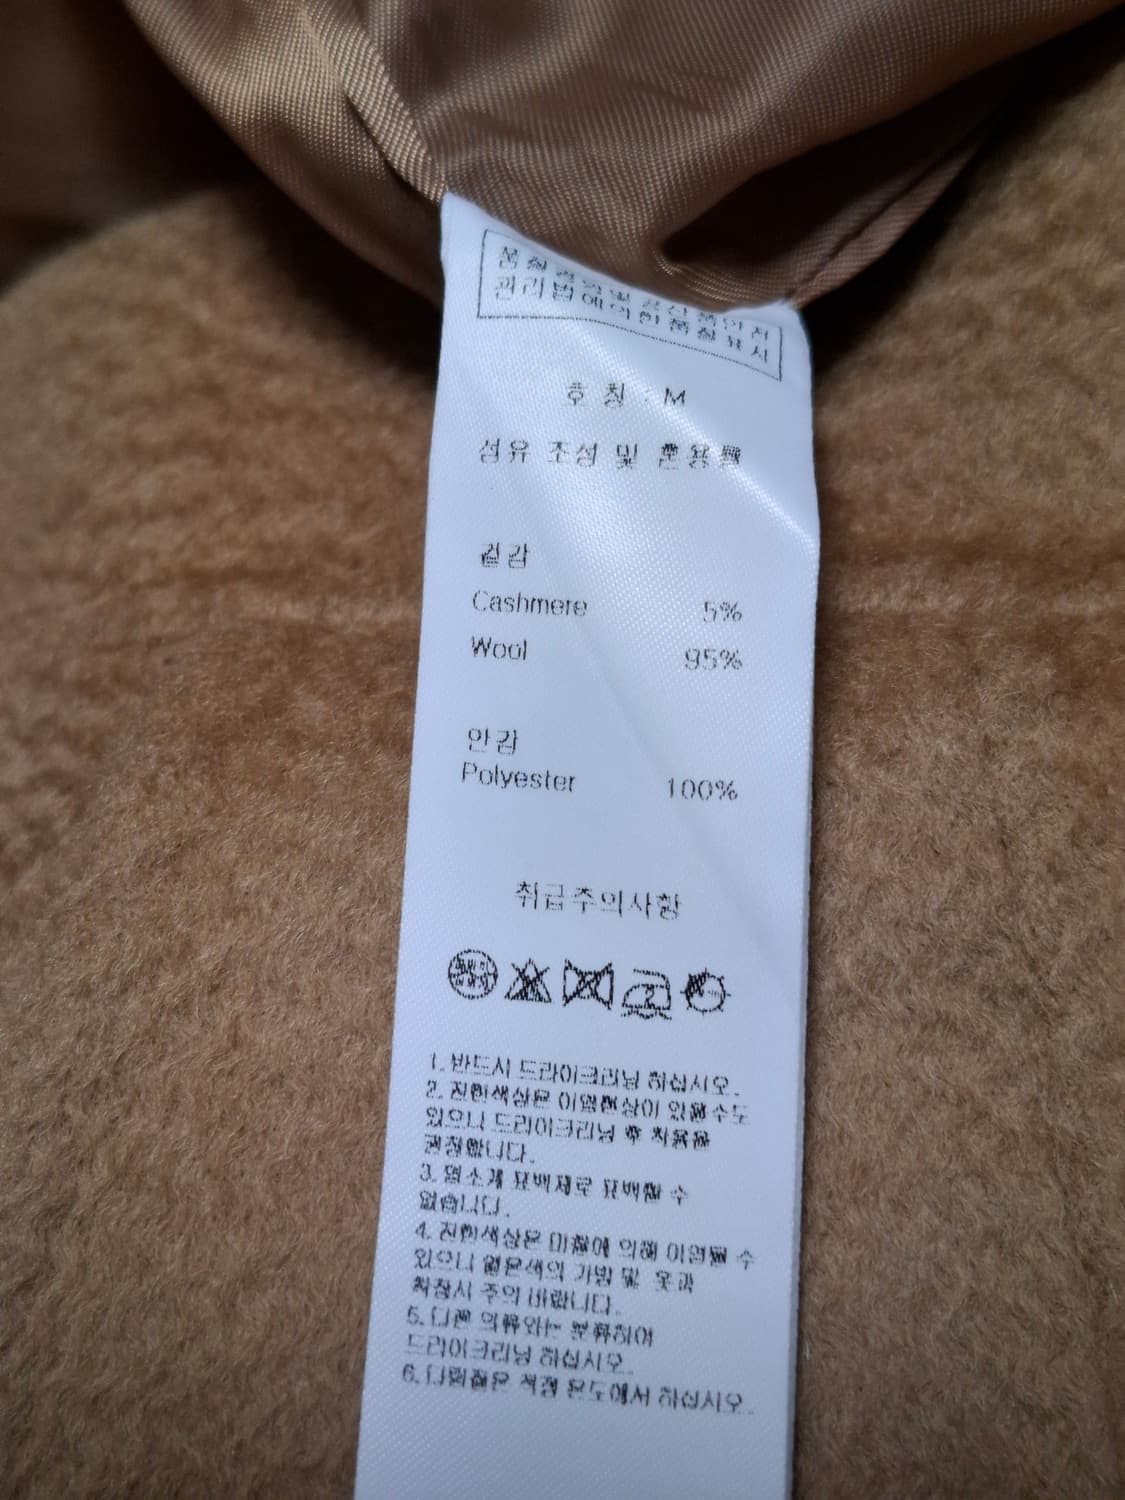 품질경영 및 공산품안전
관리법에의한 품질표시
호칭 : M
섬유 조성 및 혼용률
겉감
Cashmere 5%
Wool 95%
안감
Polyester 100%
취급주의사항
1. 반드시 드라이크리닝 하십시오.
2. 진한색상은 이염현상이 있을수도
있으니 드라이크리닝 후 착용을
권장합니다.
3. 염소계 표백제로 표백할 수
없습니다.
4. 진한색상은 마찰에 의해 이염될 수
있으니 옅은색의 가방 및 옷과
착장시 주의 바랍니다.
5. 다른 의류와는 분류하여
드라이크리닝 하십시오.
6. 다림질은 적정 온도에서 하십시오.